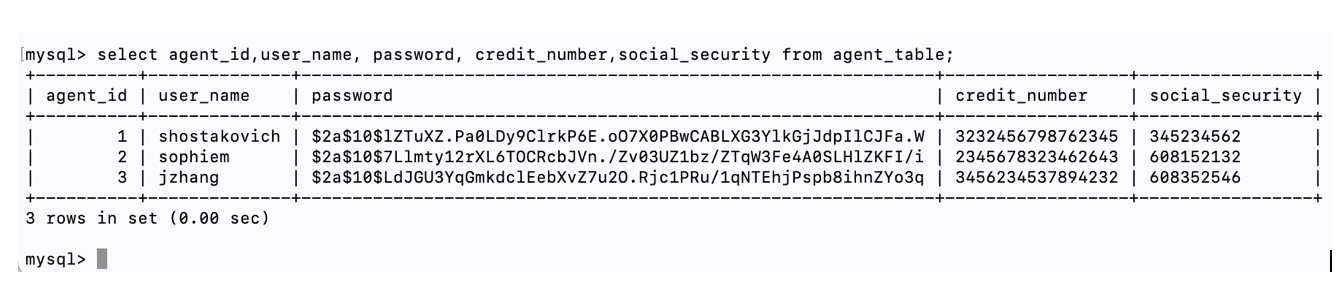 mysql> select agent_id,user_name, password, credit_number,social_security from agent_table;
+----------+--------------+--------------------------------------------------------------+------------------+-----------------+
| agent_id | user_name    | password                                                     | credit_number    | social_security |
+----------+--------------+--------------------------------------------------------------+------------------+-----------------+
|        1 | shostakovich | $2a$10$lZTuXZ.Pa0LDy9ClrkP6E.oO7X0PBwCABLXG3YlkGjJdpIlCJFa.W | 3232456798762345 | 345234562       |
|        2 | sophiem      | $2a$10$7Llmty12rXL6TOCRcbJVn./Zv03UZ1bz/ZTqW3Fe4A0SLHlZKFI/i | 2345678323462643 | 608152132       |
|        3 | jzhang       | $2a$10$LdJGU3YqGmkdclEebXvZ7u2O.Rjc1PRu/1qNTEhjPspb8ihnZYo3q | 3456234537894232 | 608352546       |
+----------+--------------+--------------------------------------------------------------+------------------+-----------------+
3 rows in set (0.00 sec)
mysql>